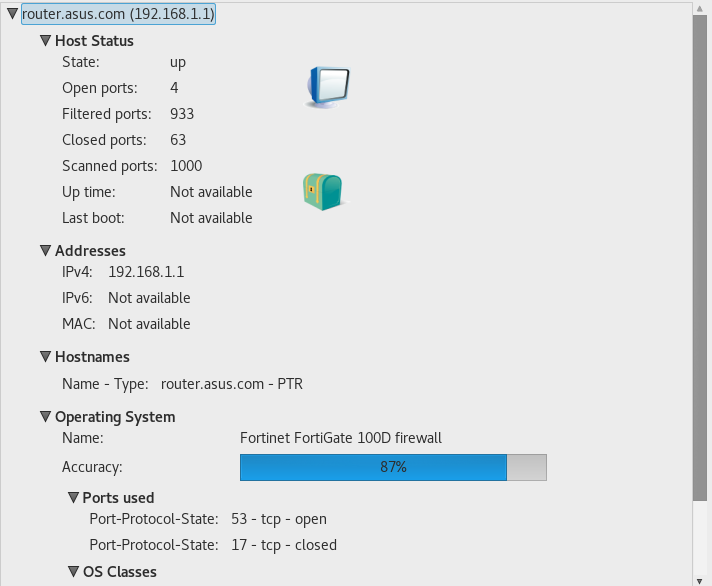 router.asus.com (192.168.1.1)
Host Status
State: up
Open ports: 4
Filtered ports: 933
Closed ports: 63
Scanned ports: 1000
Up time: Not available
Last boot: Not available
Addresses
IPv4: 192.168.1.1
IPv6: Not available
MAC: Not available
Hostnames
Name - Type: router.asus.com - PTR
Operating System
Name: Fortinet FortiGate 100D firewall
Accuracy: 87%
Ports used
Port-Protocol-State: 53 - tcp - open
Port-Protocol-State: 17 - tcp - closed
OS Classes